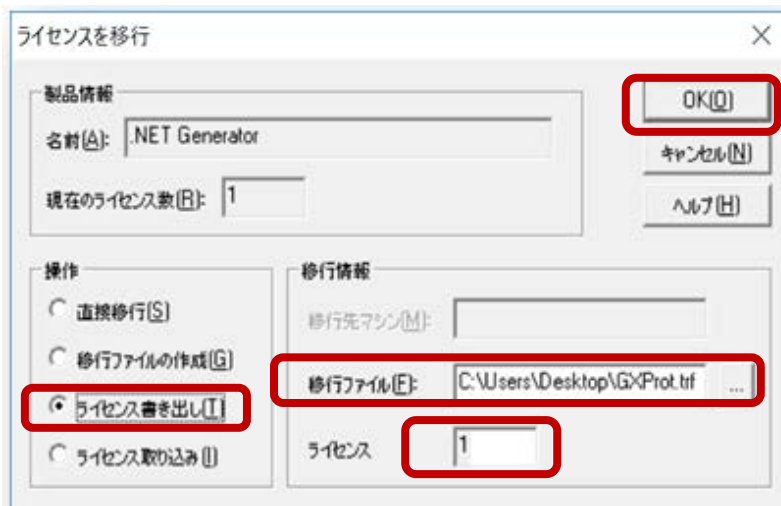 ライセンスを移行
製品情報
名前(A): .NET Generator
現在のライセンス数(R): 1
OK(O)
キャンセル(N)
ヘルプ(H)
操作
直接移行(S)
移行ファイルの作成(G)
ライセンス書き出し(T)
ライセンス取り込み(I)
移行情報
移行先マシン(M):
移行ファイル(F): C:\Users\Desktop\GXProt.trf ...
ライセンス 1